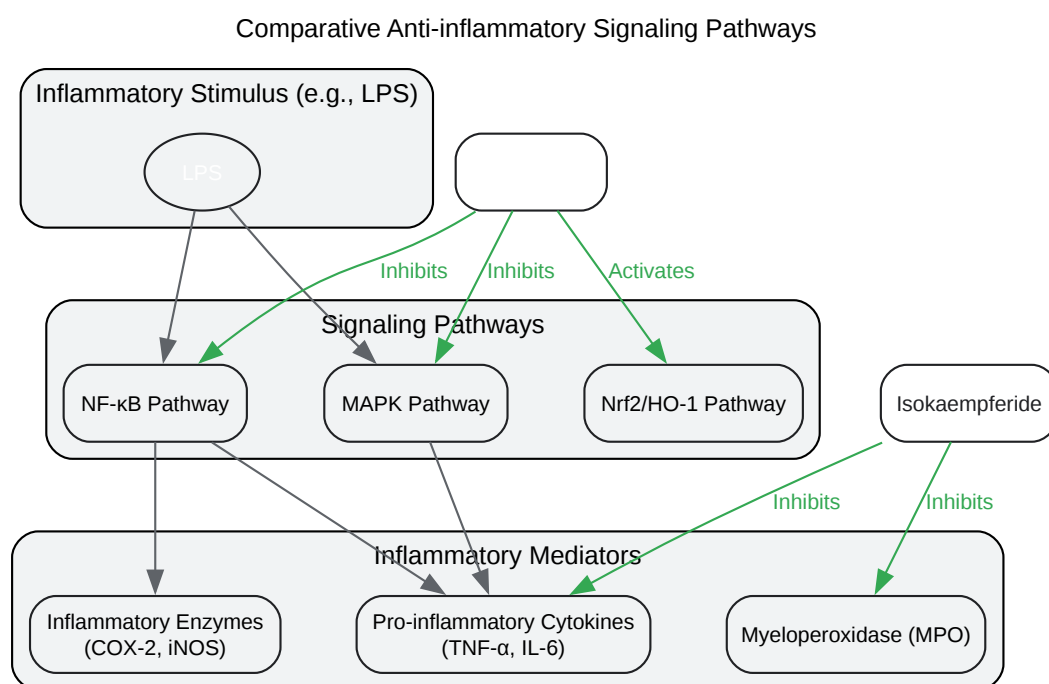 Comparative Anti-inflammatory Signaling Pathways
Inflammatory Stimulus (e.g., LPS)
LPS
Inhibits
Inhibits
Activates
Signaling Pathways
NF-κB Pathway
MAPK Pathway
Nrf2/HO-1 Pathway
Isokaempferide
Inhibits
Inhibits
Inflammatory Mediators
Inflammatory Enzymes
(COX-2, iNOS)
Pro-inflammatory Cytokines
(TNF-α, IL-6)
Myeloperoxidase (MPO)